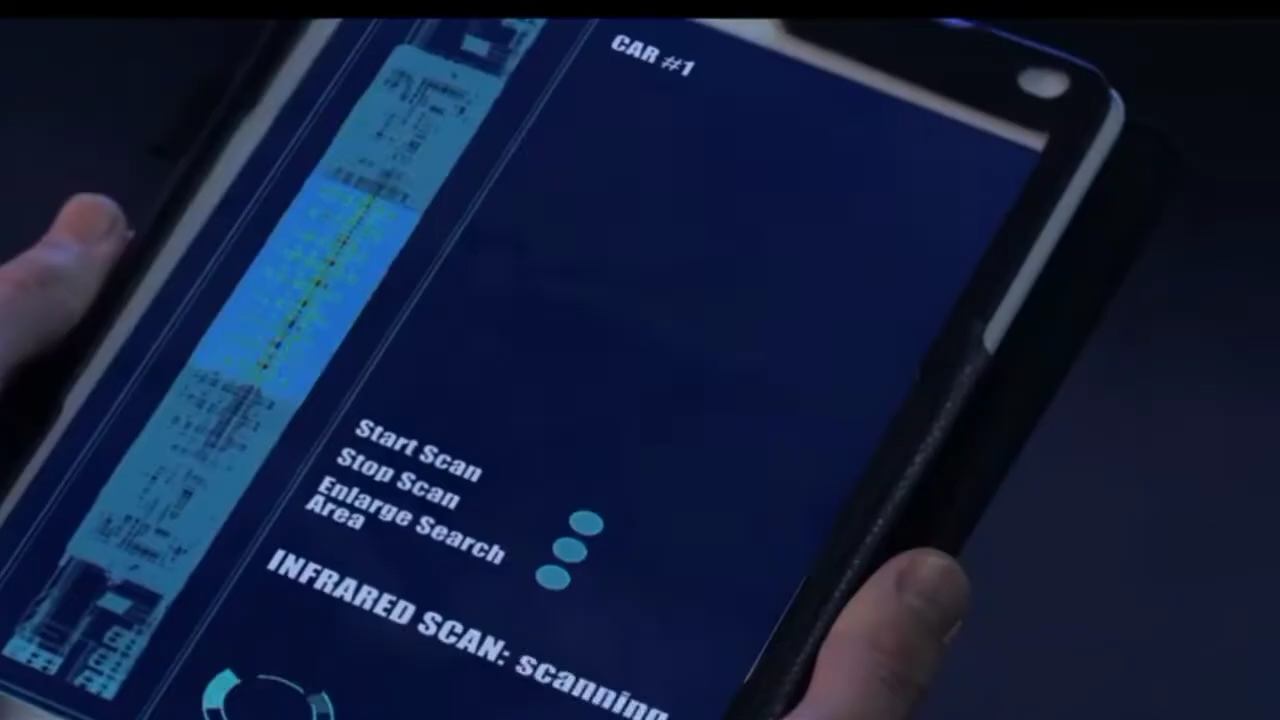 CAR #1
Start Scan
Stop Scan
Enlarge Search
Area
INFRARED SCAN: scanning